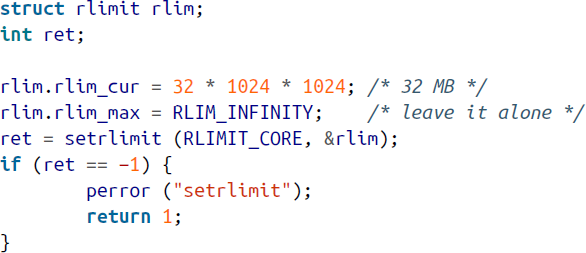 struct rlimit rlim;
int ret;

rlim.rlim_cur = 32 * 1024 * 1024; /* 32 MB */
rlim.rlim_max = RLIM_INFINITY;    /* leave it alone */
ret = setrlimit (RLIMIT_CORE, &rlim);
if (ret == −1) {
        perror ("setrlimit");
        return 1;
}